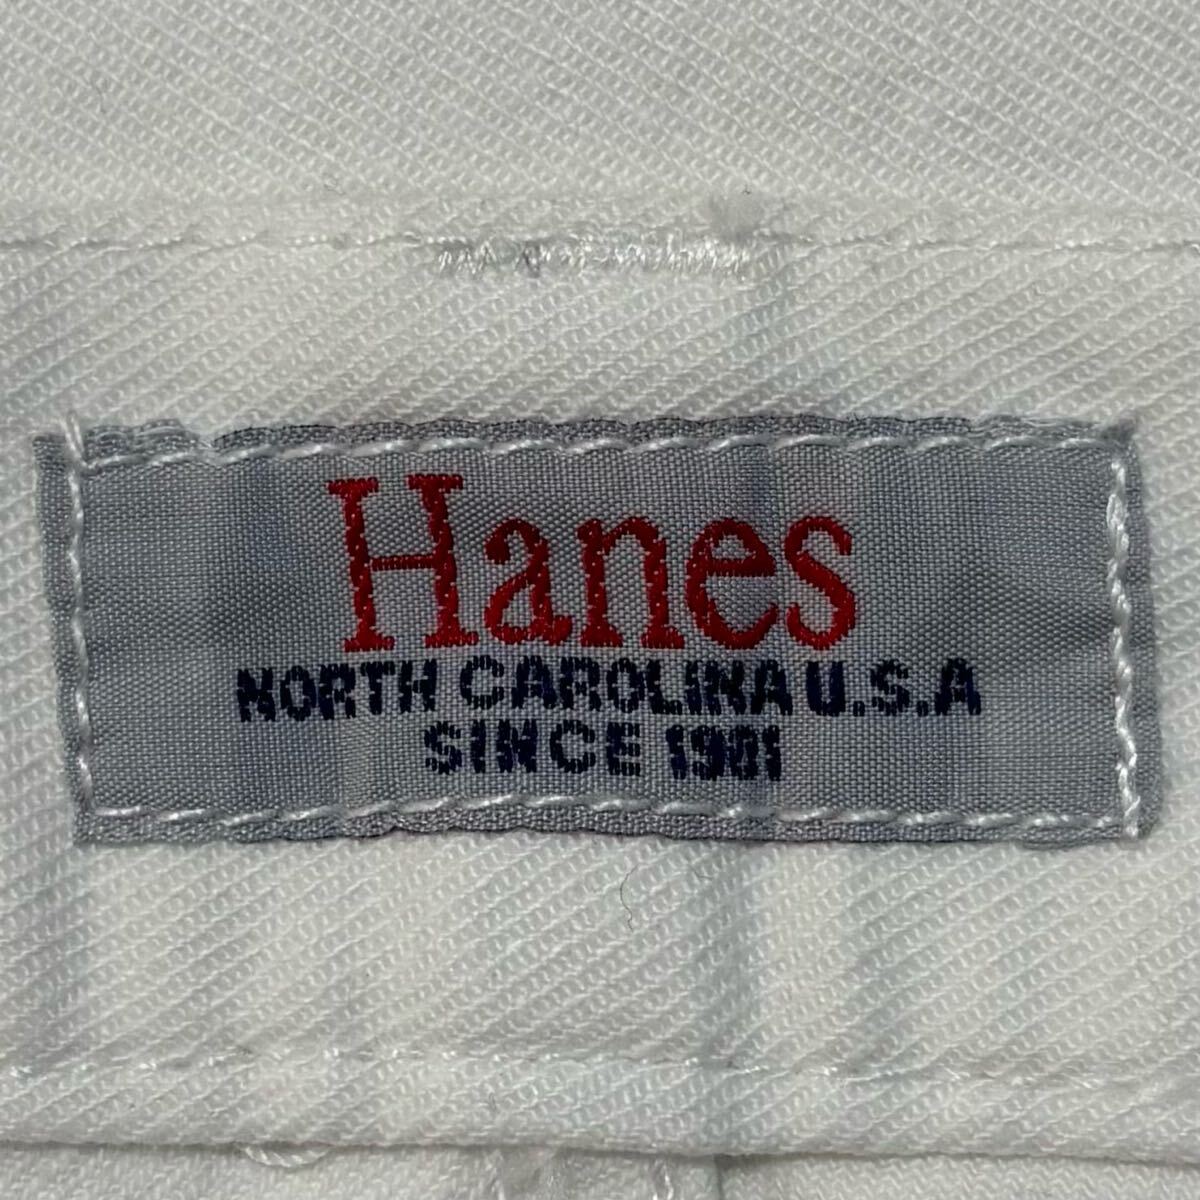 Hanes
NORTH CAROLINA U.S.A
SINCE 1901